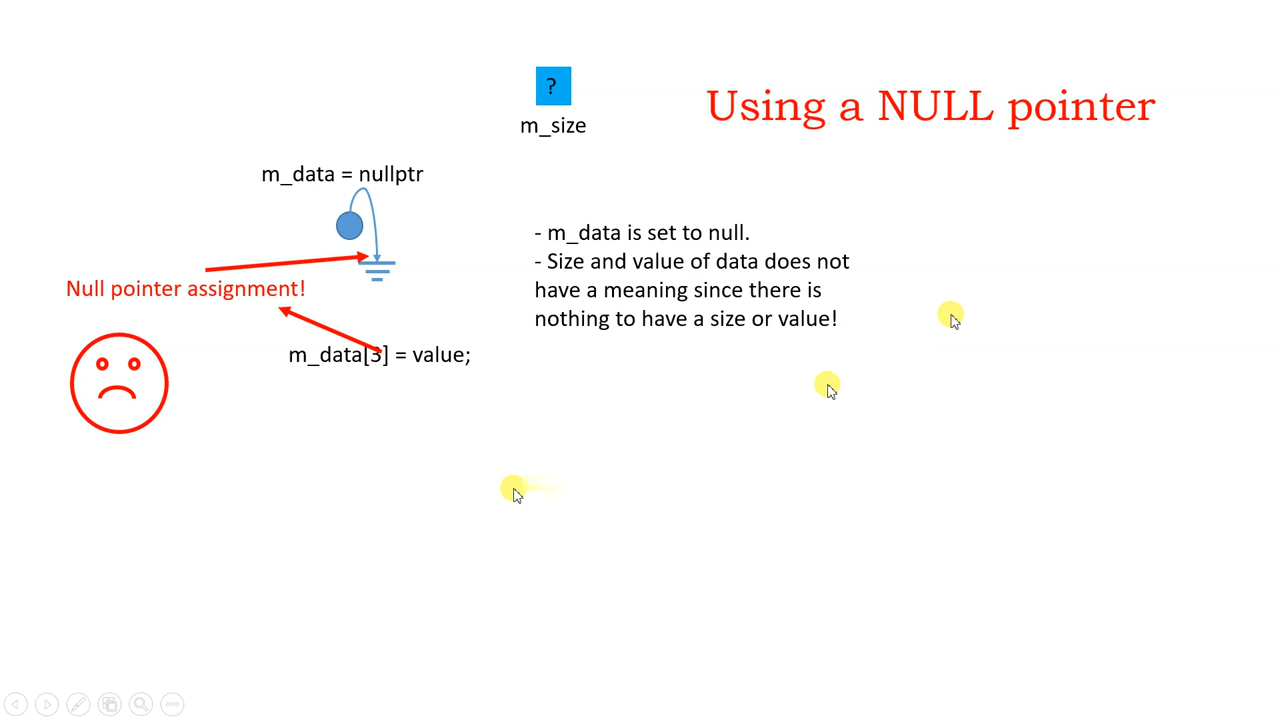 ?
m_size
Using a NULL pointer
m_data = nullptr
- m_data is set to null.
- Size and value of data does not
have a meaning since there is
nothing to have a size or value!
Null pointer assignment!
m_data[3] = value;